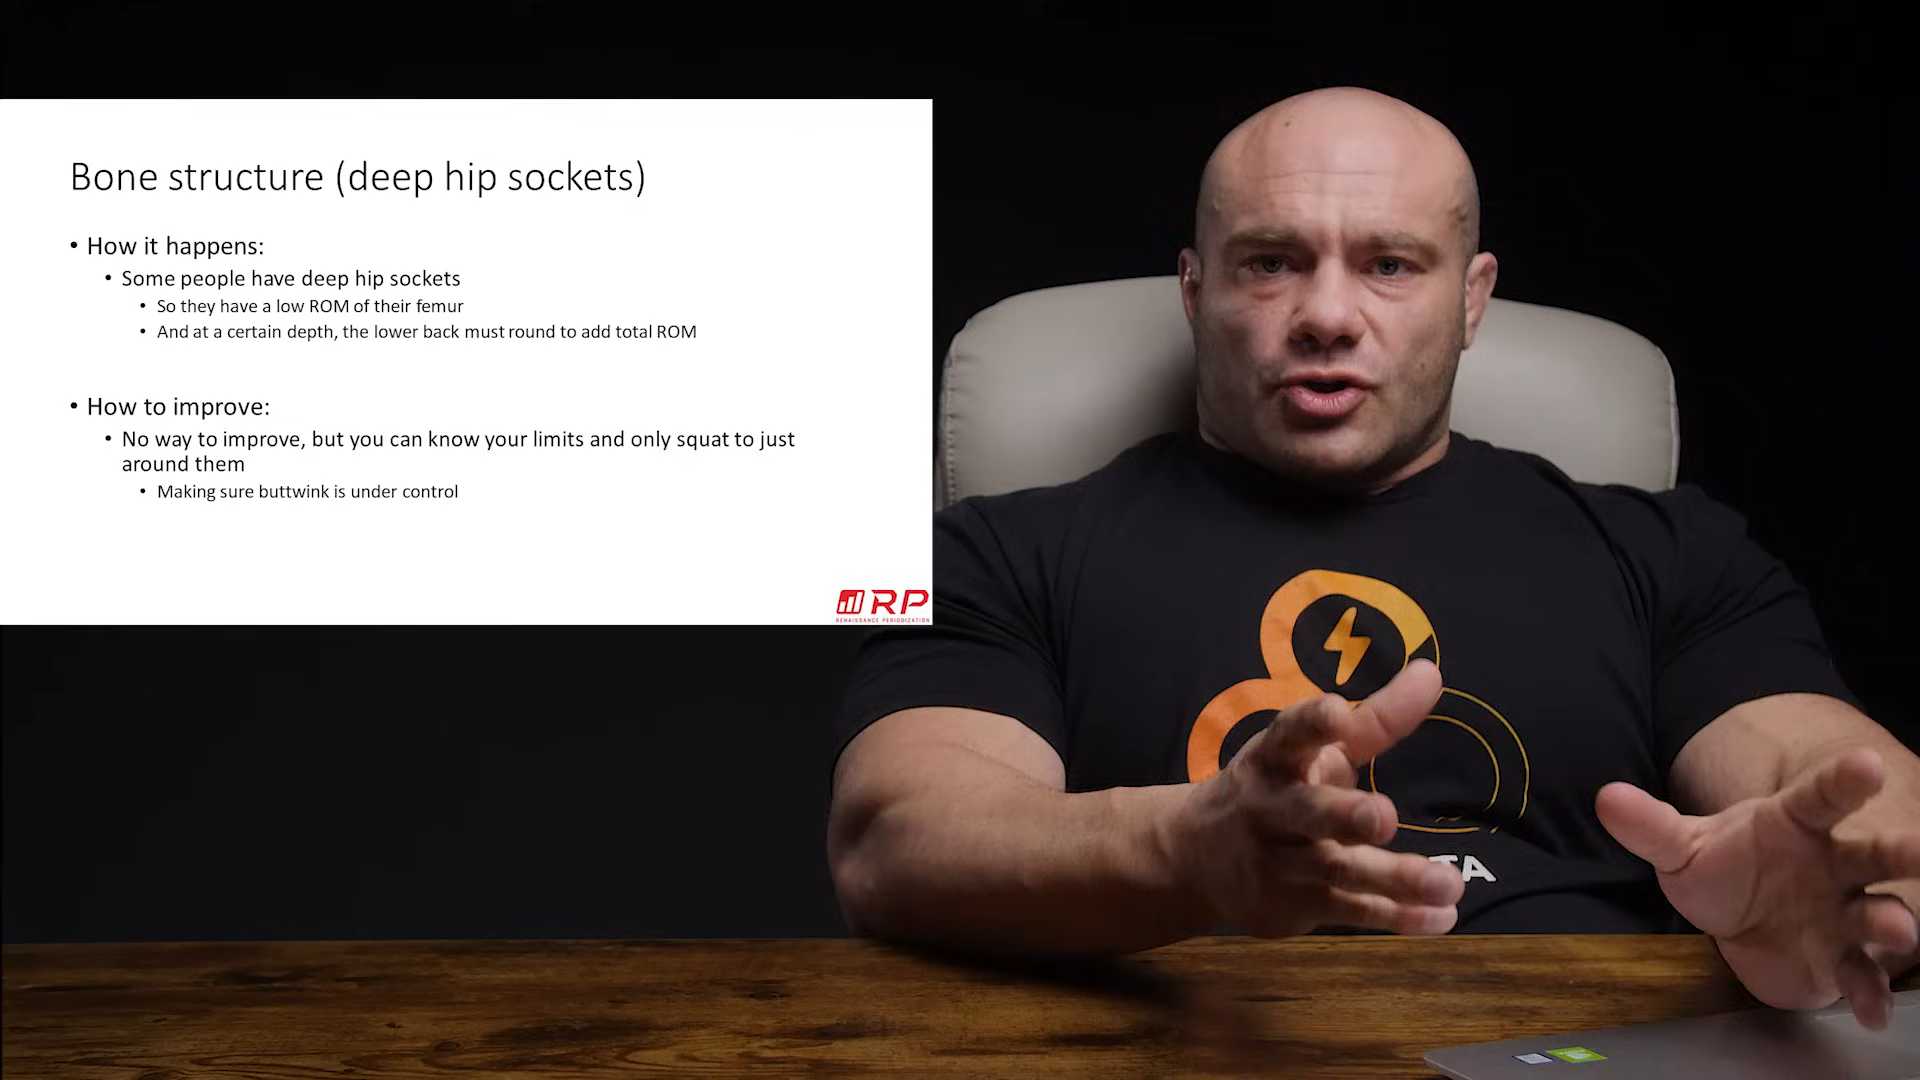 Bone structure (deep hip sockets)
• How it happens:
• Some people have deep hip sockets
• So they have a low ROM of their femur
• And at a certain depth, the lower back must round to add total ROM
• How to improve:
• No way to improve, but you can know your limits and only squat to just
around them
• Making sure buttwink is under control
RP
RENAISSANCE PERIODIZATION
TA